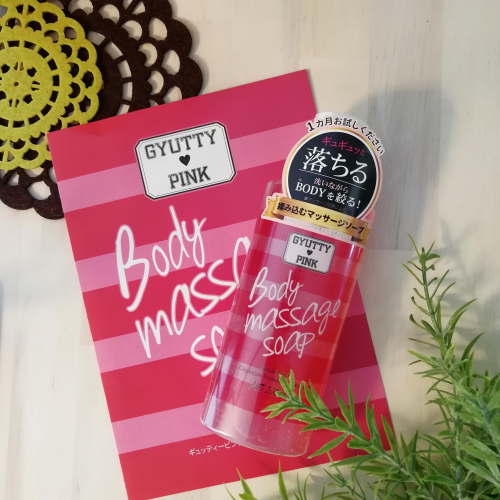 GYUTTY
PINK
Body
massa
so
ギュッティーピン
1カ月お試しください
ギュギュッと
落ちる
洗いながら
BODYを絞る!
揉み込むマッサージソープ
GYUTTY
PINK
Body
massage
soap